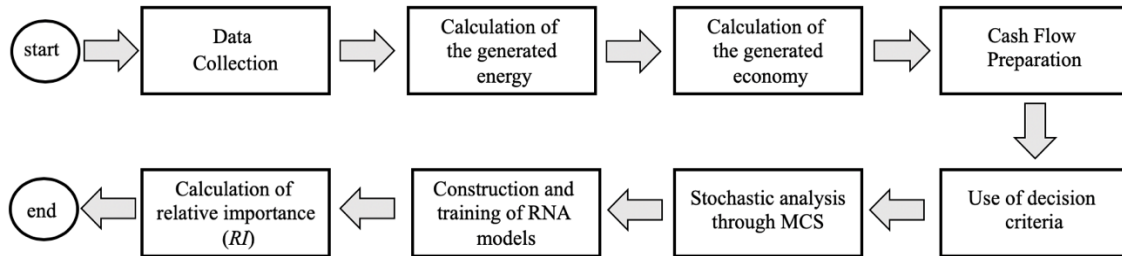 start
Data
Collection
Calculation of
the generated
energy
Calculation of
the generated
economy
Cash Flow
Preparation
Use of decision
criteria
Stochastic analysis
through MCS
Construction and
training of RNA
models
Calculation of
relative importance
(RI)
end